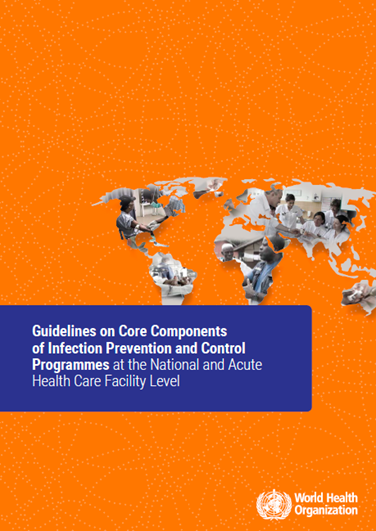 Guidelines on Core Components
of Infection Prevention and Control
Programmes at the National and Acute
Health Care Facility Level
World Health
Organization